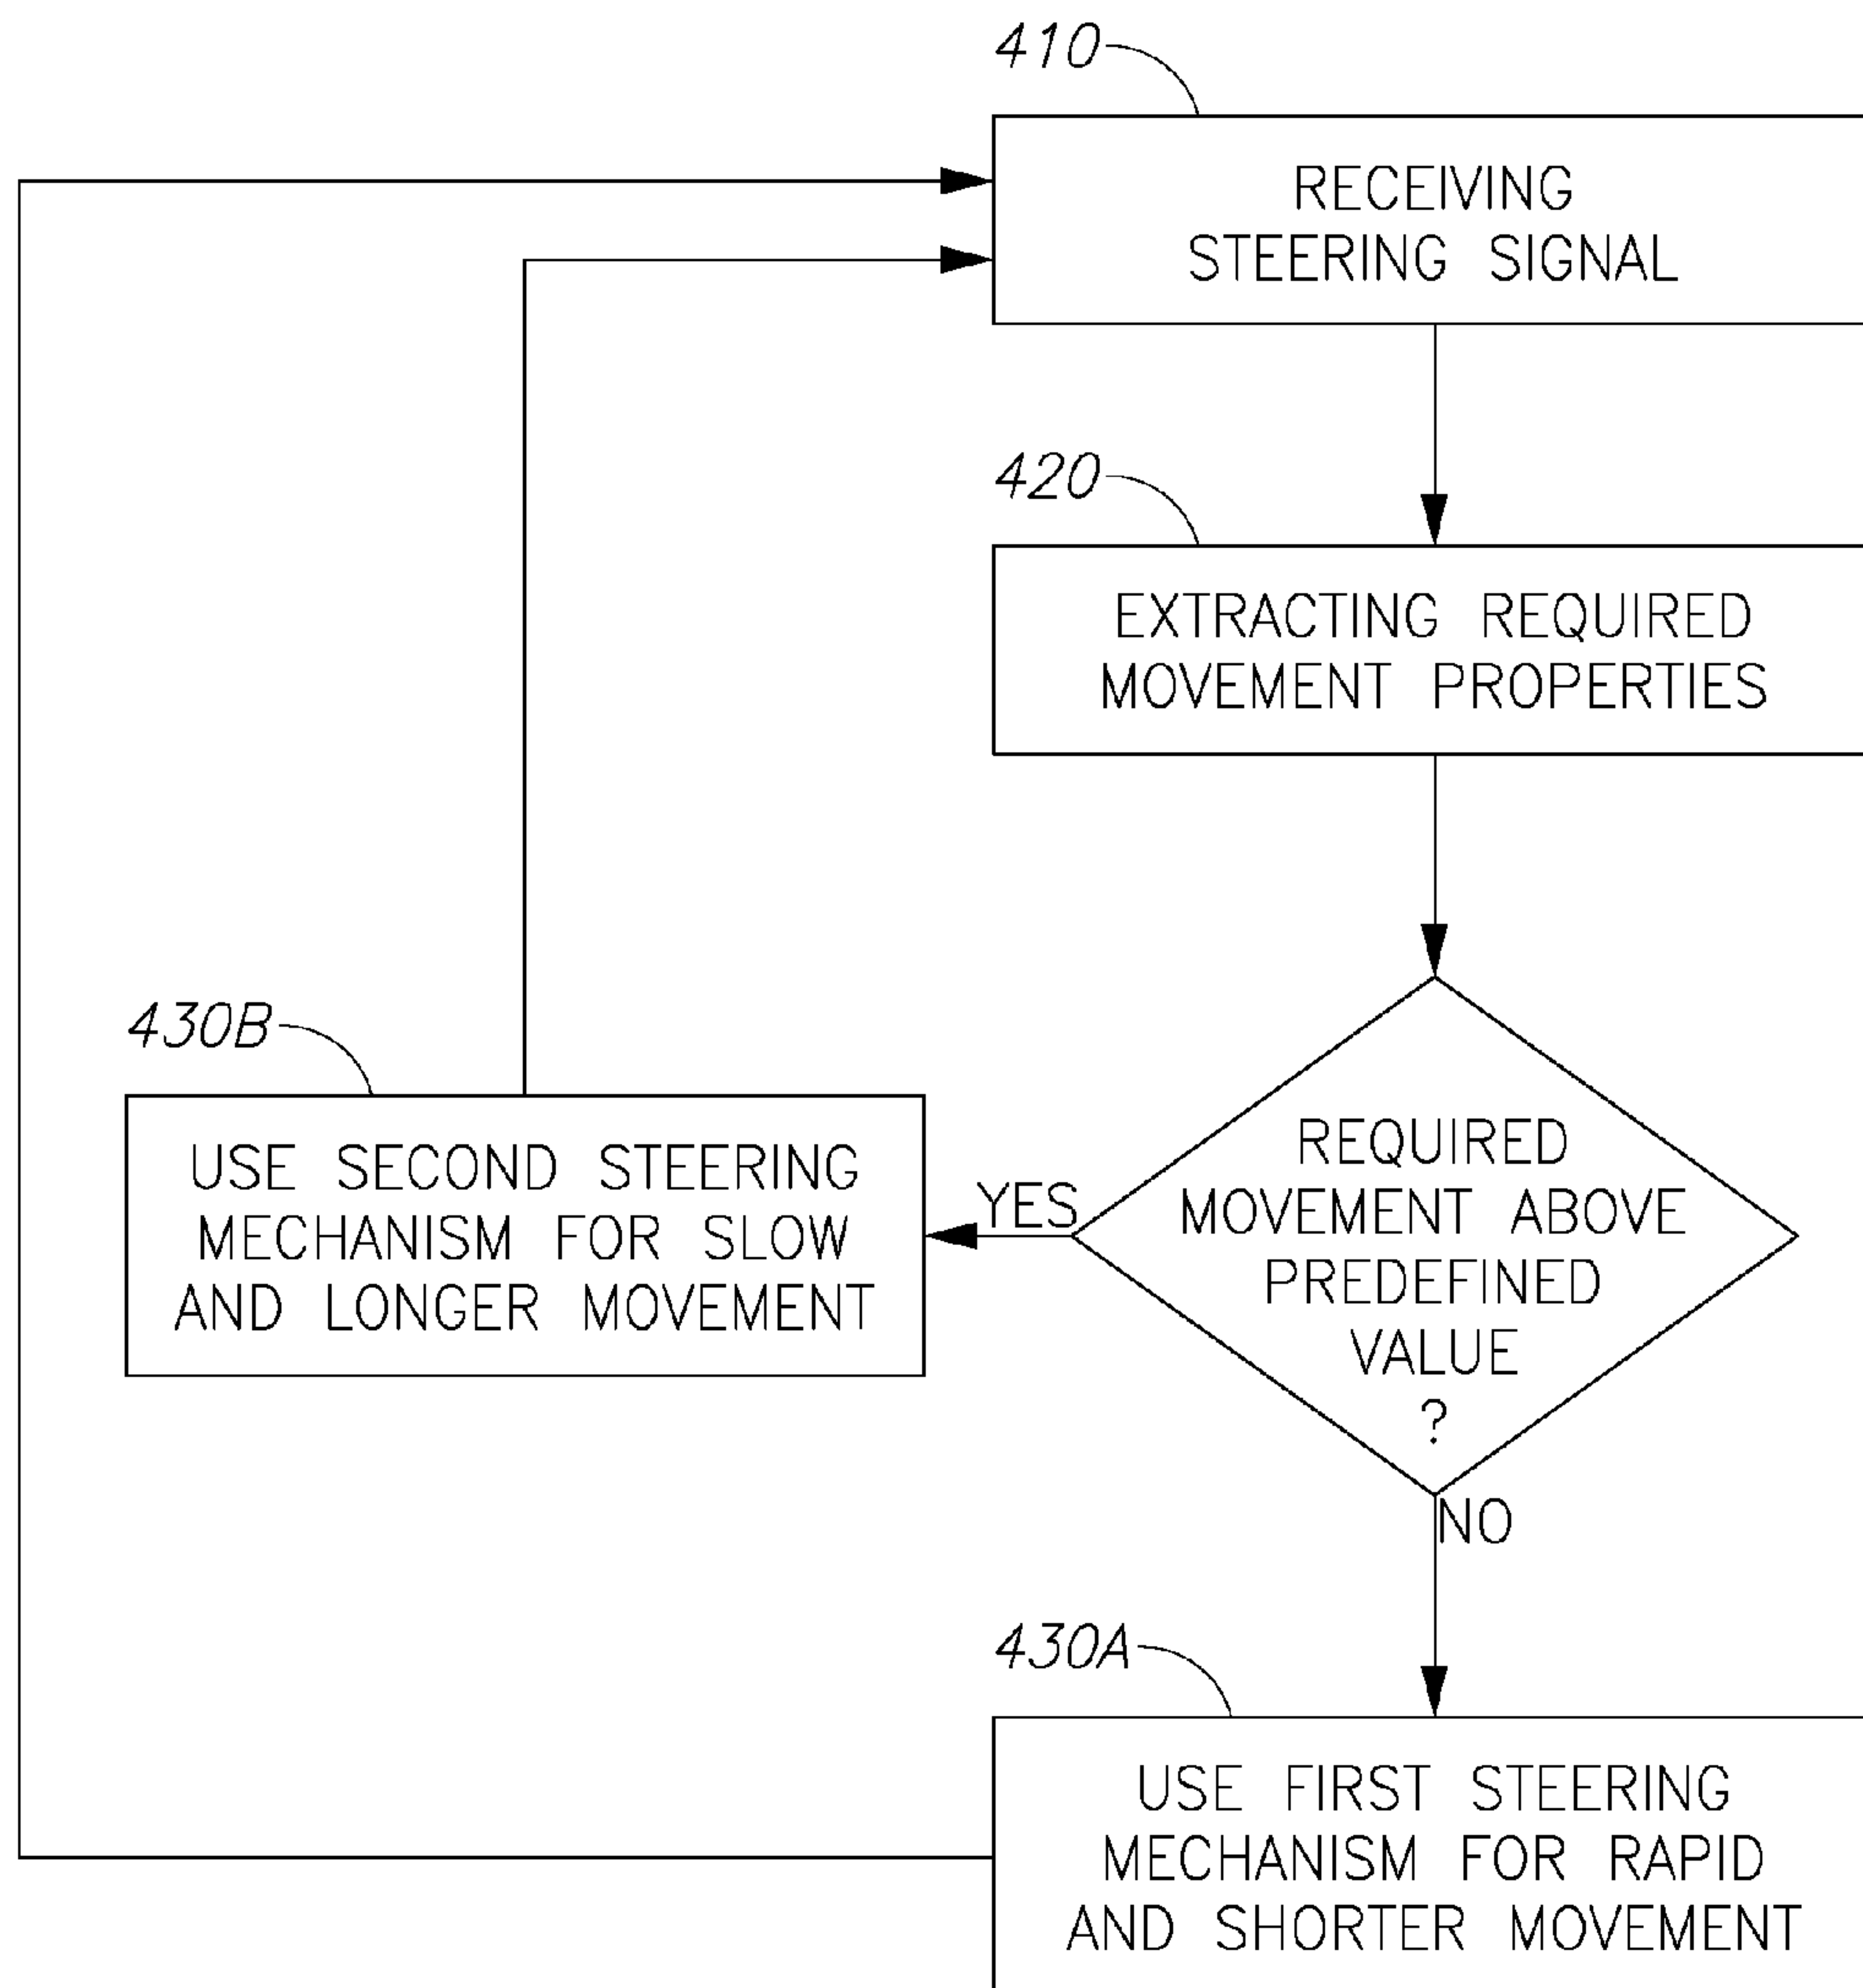 410
RECEIVING
STEERING SIGNAL
420
EXTRACTING REQUIRED
MOVEMENT PROPERTIES
430B
USE SECOND STEERING
MECHANISM FOR SLOW
AND LONGER MOVEMENT
YES
REQUIRED
MOVEMENT ABOVE
PREDEFINED
VALUE
?
NO
430A
USE FIRST STEERING
MECHANISM FOR RAPID
AND SHORTER MOVEMENT